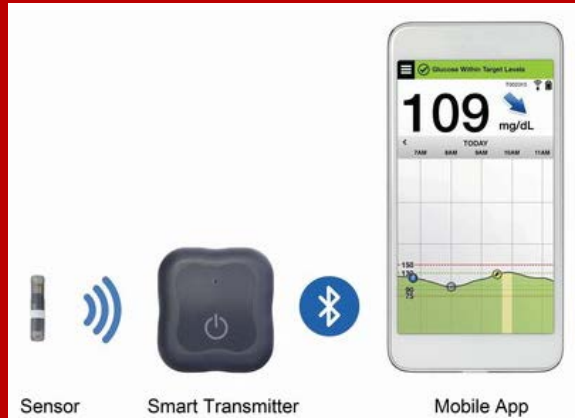 Glucose Within Target Levels
109
mg/dL
TODAY
7AM 8AM 9AM 10AM 11AM
150
75
Sensor
Smart Transmitter
Mobile App